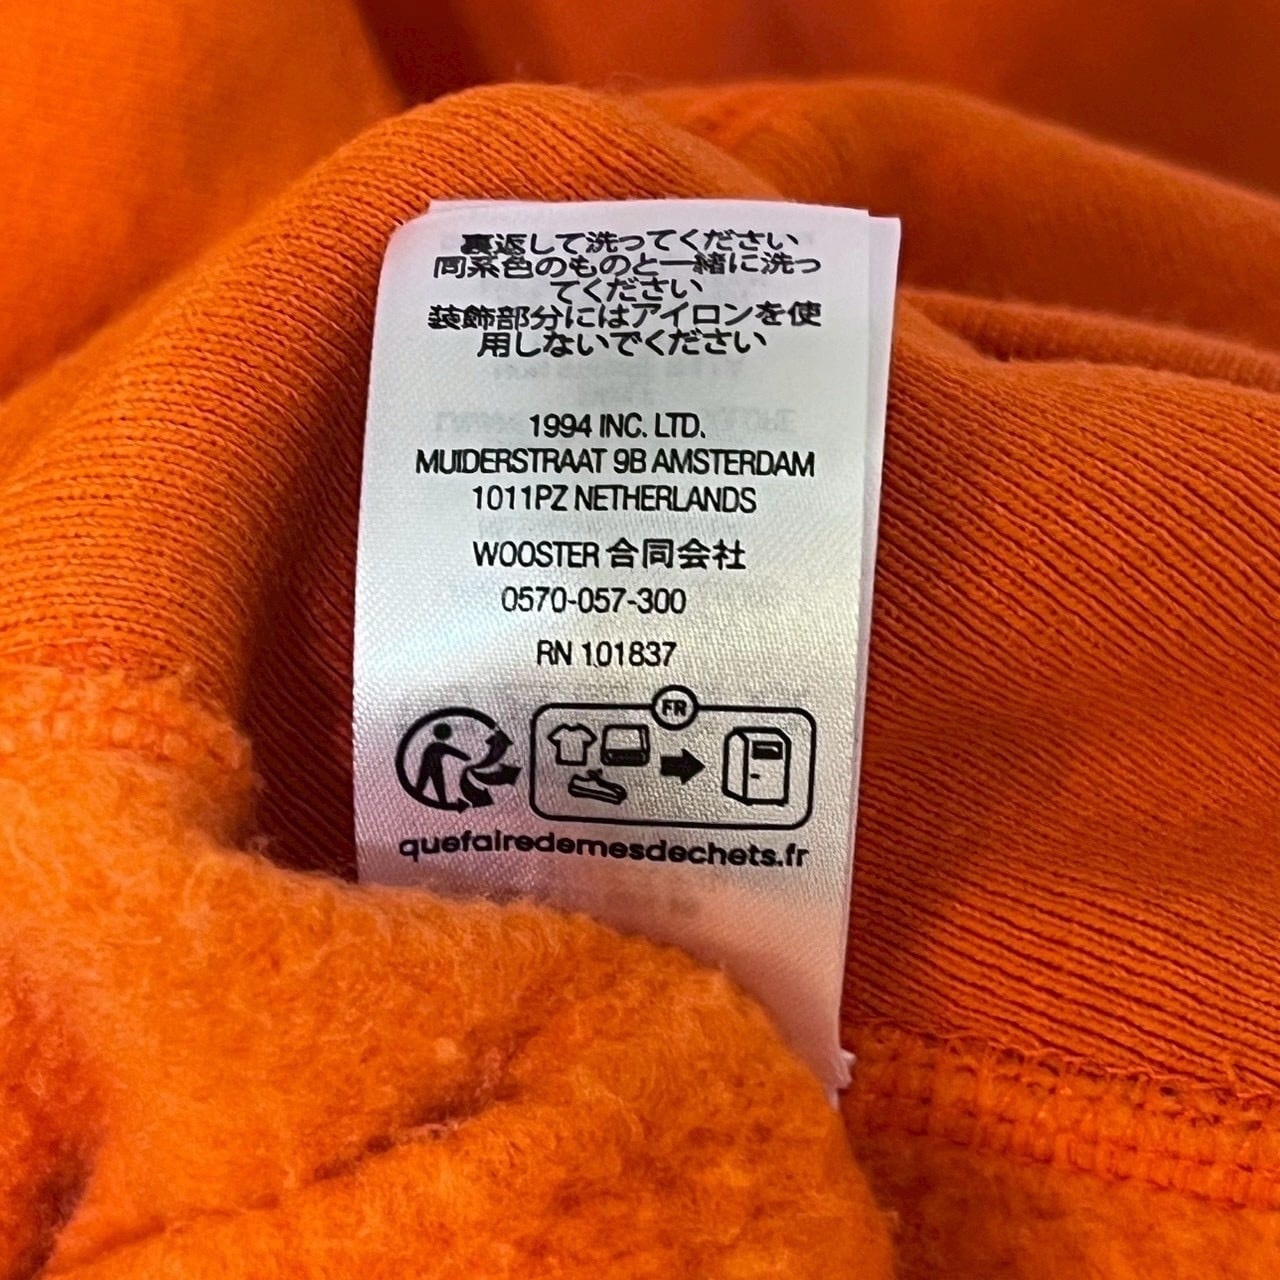 裏返して洗ってください
同系色のものと一緒に洗っ
てください
装飾部分にはアイロンを使
用しないでください
1994 INC. LTD.
MUIDERSTRAAT 9B AMSTERDAM
1011PZ NETHERLANDS
WOOSTER 合同会社
0570-057-300
RN 101837
FR
quefairedemesdechets.fr